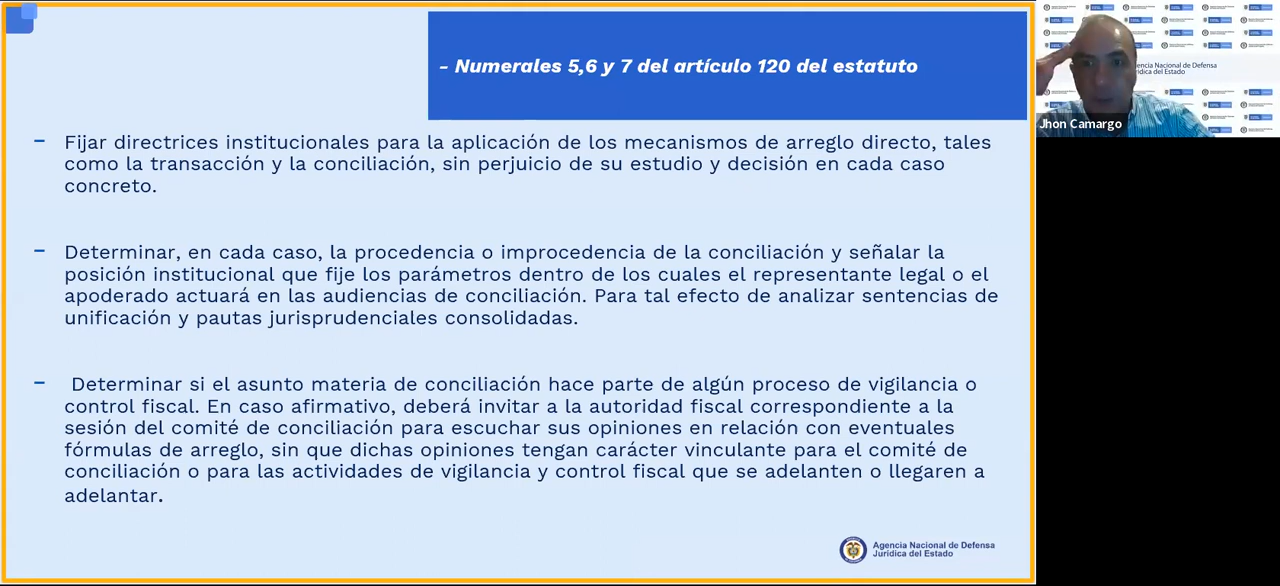 - Numerales 5,6 y 7 del artículo 120 del estatuto
– Fijar directrices institucionales para la aplicación de los mecanismos de arreglo directo, tales
como la transacción y la conciliación, sin perjuicio de su estudio y decisión en cada caso
concreto.
– Determinar, en cada caso, la procedencia o improcedencia de la conciliación y señalar la
posición institucional que fije los parámetros dentro de los cuales el representante legal o el
apoderado actuará en las audiencias de conciliación. Para tal efecto de analizar sentencias de
unificación y pautas jurisprudenciales consolidadas.
– Determinar si el asunto materia de conciliación hace parte de algún proceso de vigilancia o
control fiscal. En caso afirmativo, deberá invitar a la autoridad fiscal correspondiente a la
sesión del comité de conciliación para escuchar sus opiniones en relación con eventuales
fórmulas de arreglo, sin que dichas opiniones tengan carácter vinculante para el comité de
conciliación o para las actividades de vigilancia y control fiscal que se adelanten o llegaren a
adelantar.
Agencia Nacional de Defensa
Jurídica del Estado
Nacional de Defensa
del Estado
Jhon Camargo